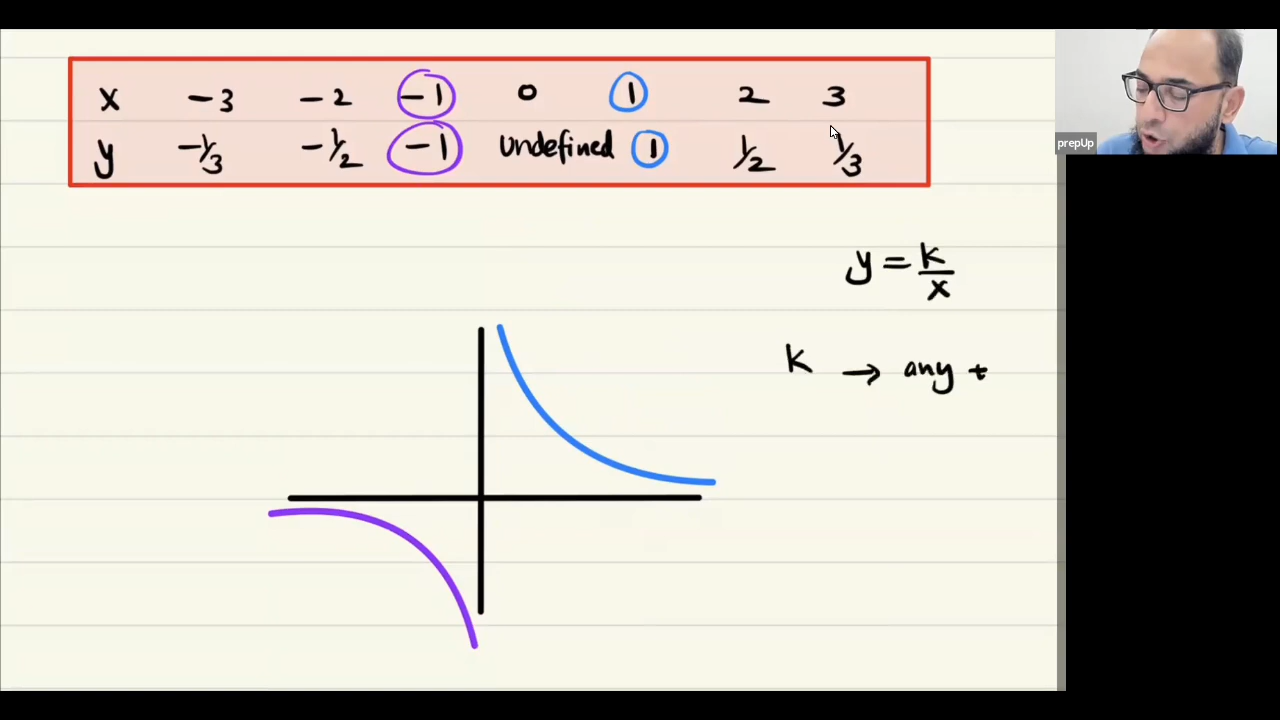 x -3 -2 -1 0 1 2 3
y -1/3 -1/2 -1 undefined 1 1/2 1/3
prepUp
y = k/x
k → any +